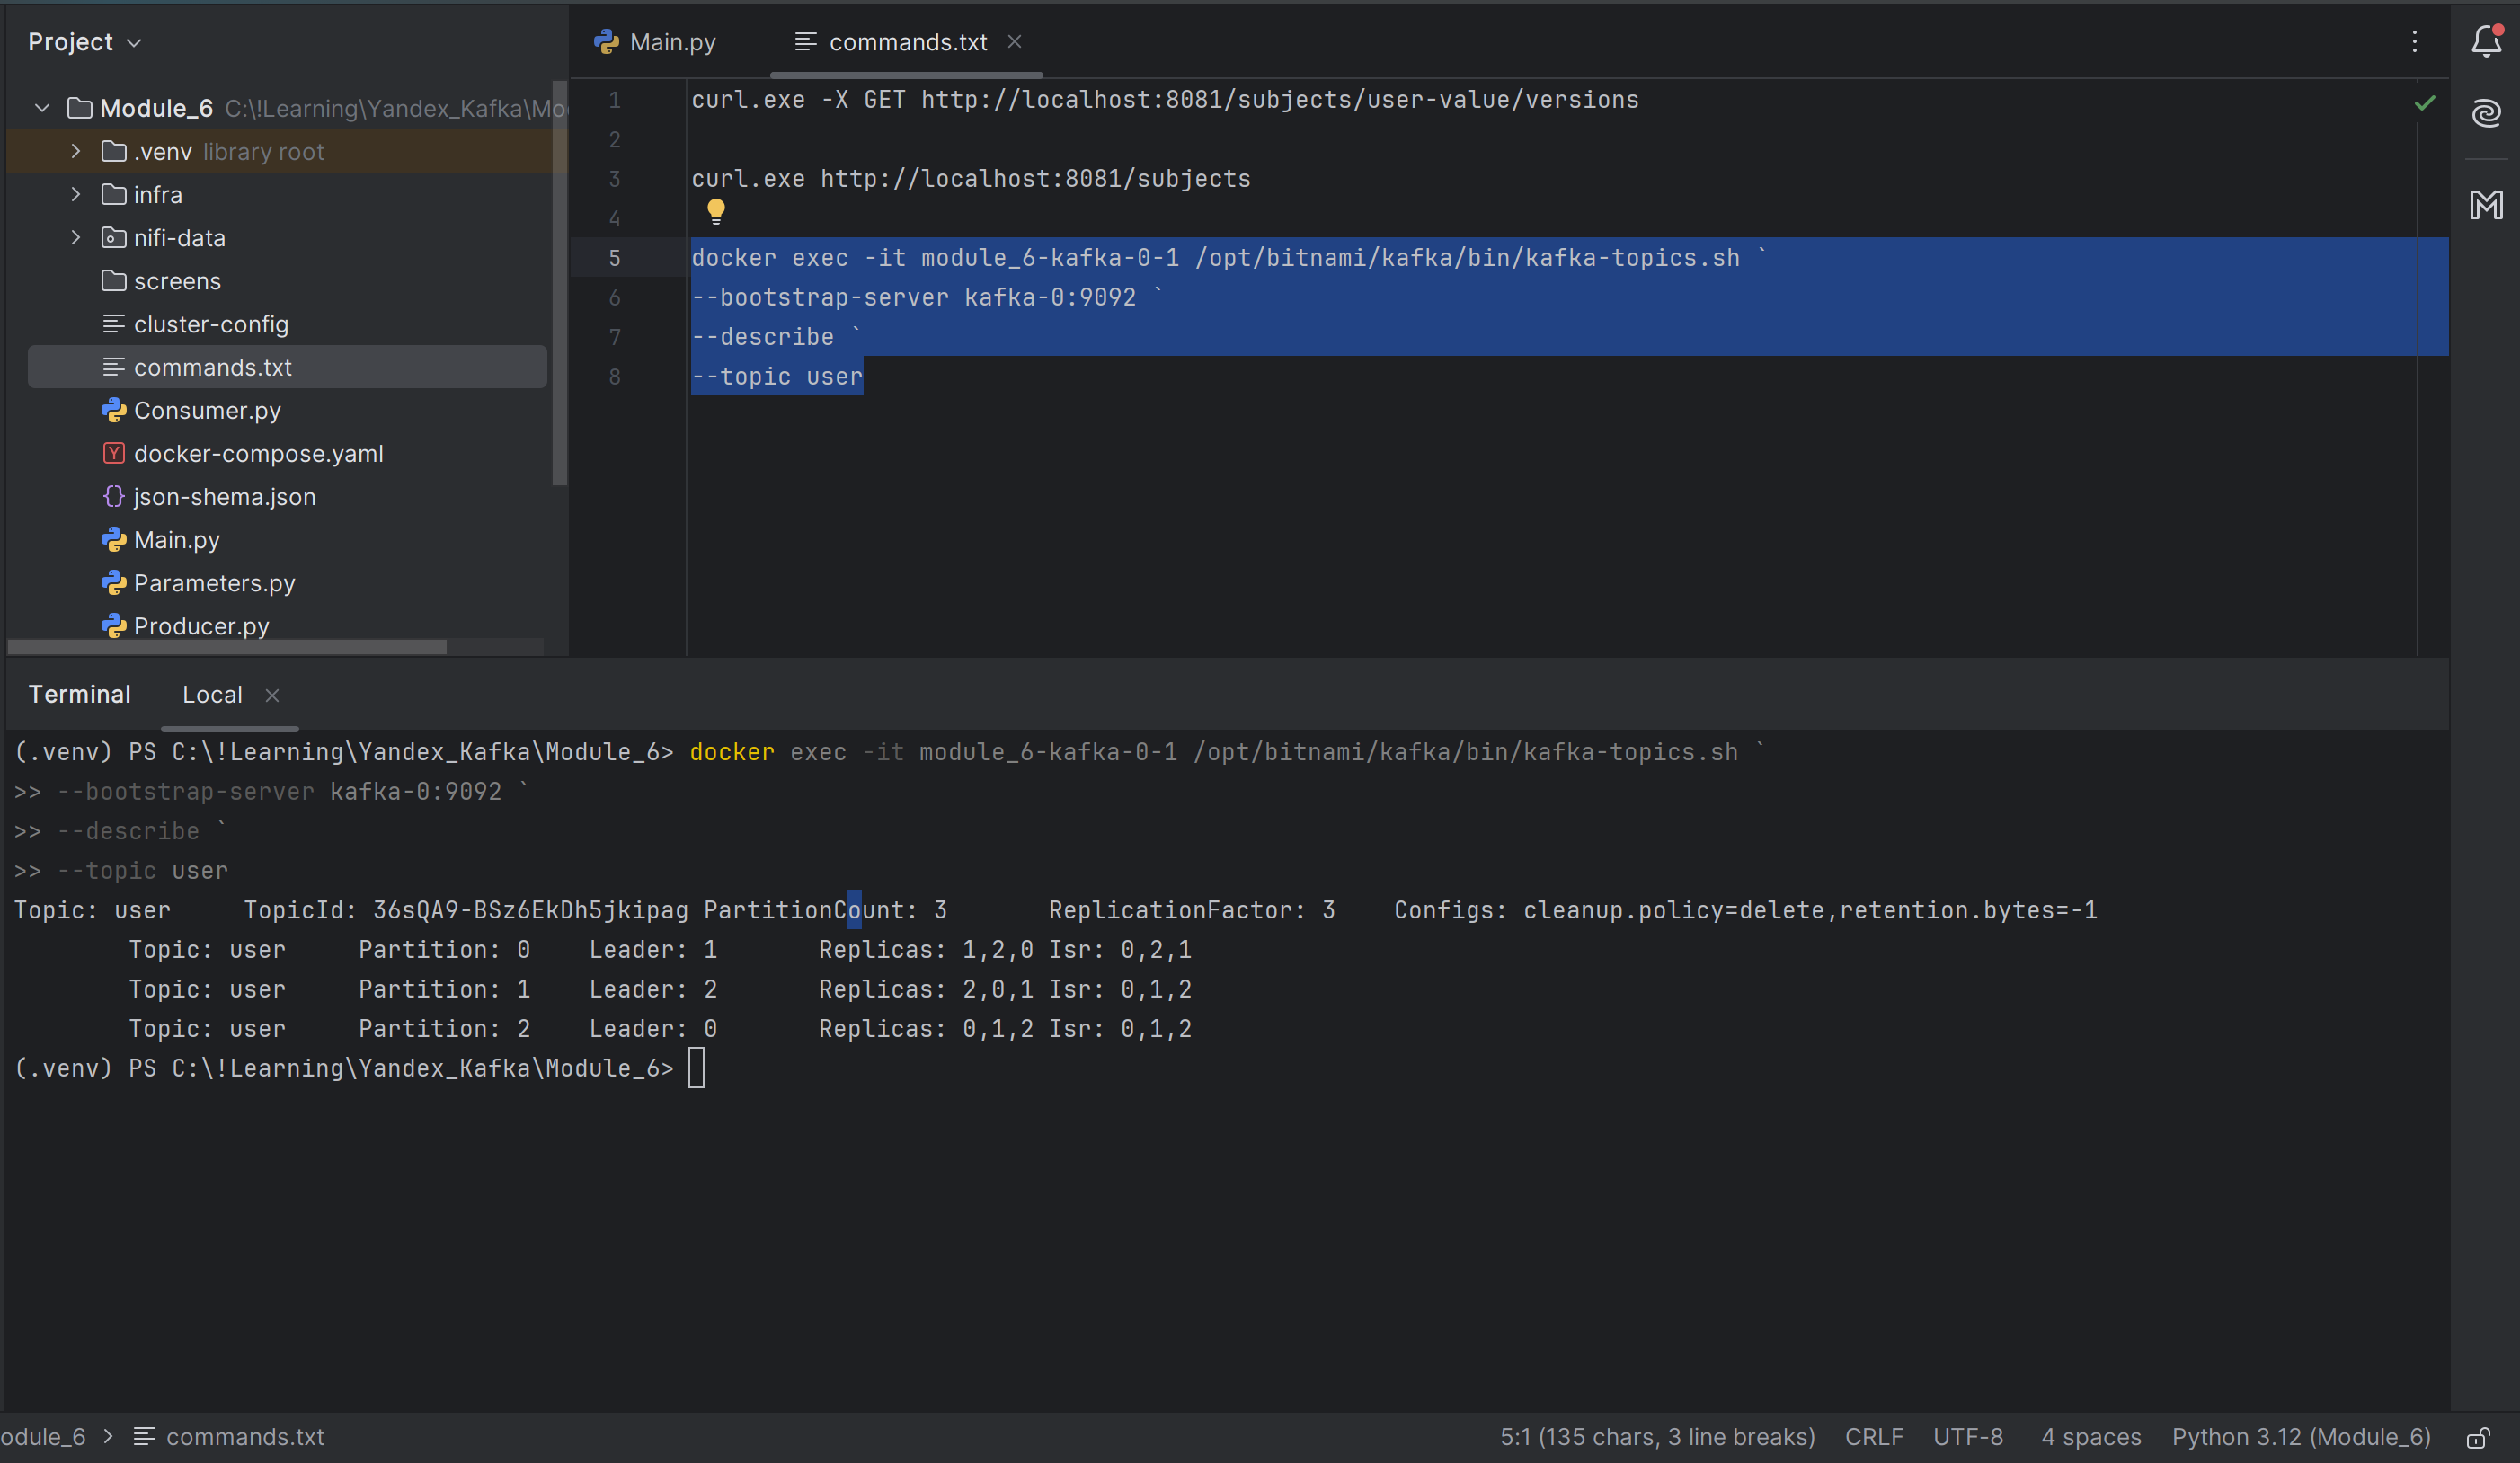 Project
Module_6 C:\!Learning\Yandex_Kafka\Mo
.venv library root
infra
nifi-data
screens
cluster-config
commands.txt
Consumer.py
docker-compose.yaml
json-shema.json
Main.py
Parameters.py
Producer.py
Main.py commands.txt
1 curl.exe -X GET http://localhost:8081/subjects/user-value/versions
2
3 curl.exe http://localhost:8081/subjects
4
5 docker exec -it module_6-kafka-0-1 /opt/bitnami/kafka/bin/kafka-topics.sh `
6 --bootstrap-server kafka-0:9092 `
7 --describe `
8 --topic user
Terminal Local
(.venv) PS C:\!Learning\Yandex_Kafka\Module_6> docker exec -it module_6-kafka-0-1 /opt/bitnami/kafka/bin/kafka-topics.sh `
>> --bootstrap-server kafka-0:9092 `
>> --describe `
>> --topic user
Topic: user TopicId: 36sQA9-BSz6EkDh5jkipag PartitionCount: 3 ReplicationFactor: 3 Configs: cleanup.policy=delete,retention.bytes=-1
Topic: user Partition: 0 Leader: 1 Replicas: 1,2,0 Isr: 0,2,1
Topic: user Partition: 1 Leader: 2 Replicas: 2,0,1 Isr: 0,1,2
Topic: user Partition: 2 Leader: 0 Replicas: 0,1,2 Isr: 0,1,2
(.venv) PS C:\!Learning\Yandex_Kafka\Module_6>
odule_6 > commands.txt 5:1 (135 chars, 3 line breaks) CRLF UTF-8 4 spaces Python 3.12 (Module_6)